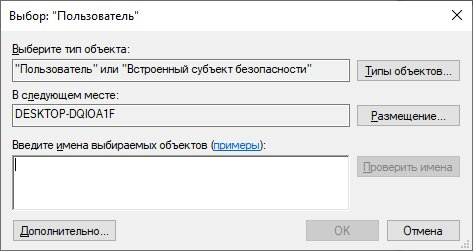 Выбор: "Пользователь"
Выберите тип объекта:
"Пользователь" или "Встроенный субъект безопасности"
Типы объектов...
В следующем месте:
DESKTOP-DQIOA1F
Размещение...
Введите имена выбираемых объектов (примеры):
Проверить имена
Дополнительно...
OK
Отмена